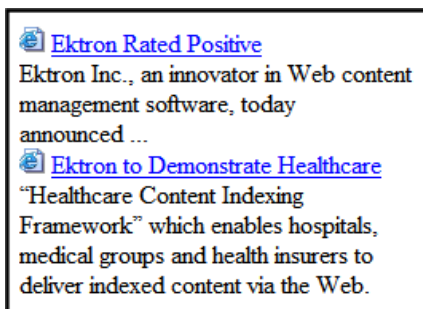 Ektron Rated Positive
Ektron Inc., an innovator in Web content
management software, today
announced ...
Ektron to Demonstrate Healthcare
“Healthcare Content Indexing
Framework” which enables hospitals,
medical groups and health insurers to
deliver indexed content via the Web.